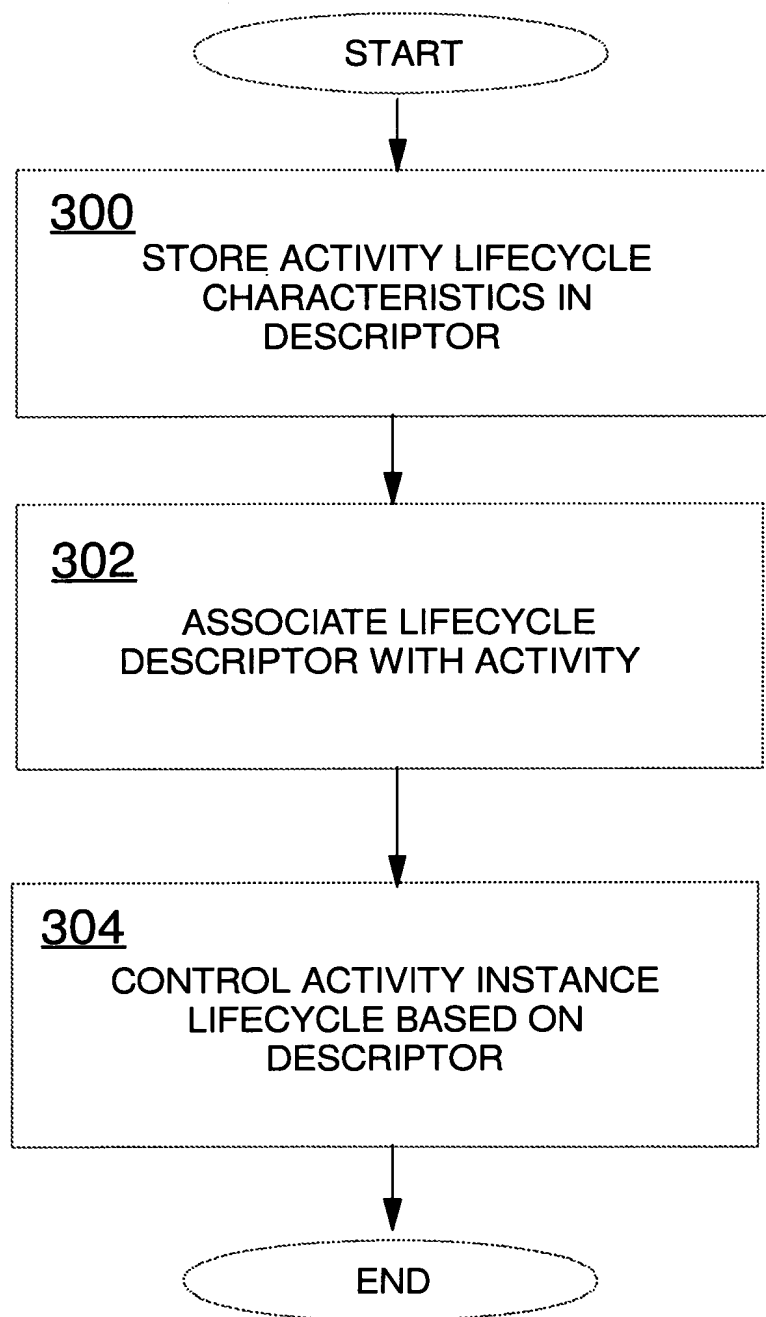 START
300
STORE ACTIVITY LIFECYCLE
CHARACTERISTICS IN
DESCRIPTOR
302
ASSOCIATE LIFECYCLE
DESCRIPTOR WITH ACTIVITY
304
CONTROL ACTIVITY INSTANCE
LIFECYCLE BASED ON
DESCRIPTOR
END